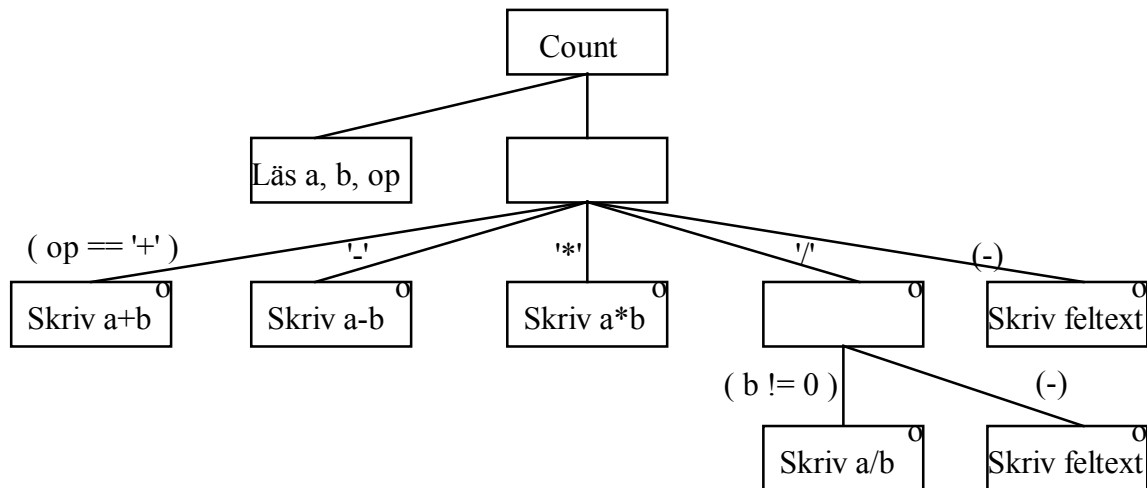 Count
Läs a, b, op
( op == '+' )
'-'
'*'
'/'
(-)
o
o
o
o
o
Skriv a+b
Skriv a-b
Skriv a*b
Skriv feltext
( b != 0 )
(-)
o
o
Skriv a/b
Skriv feltext